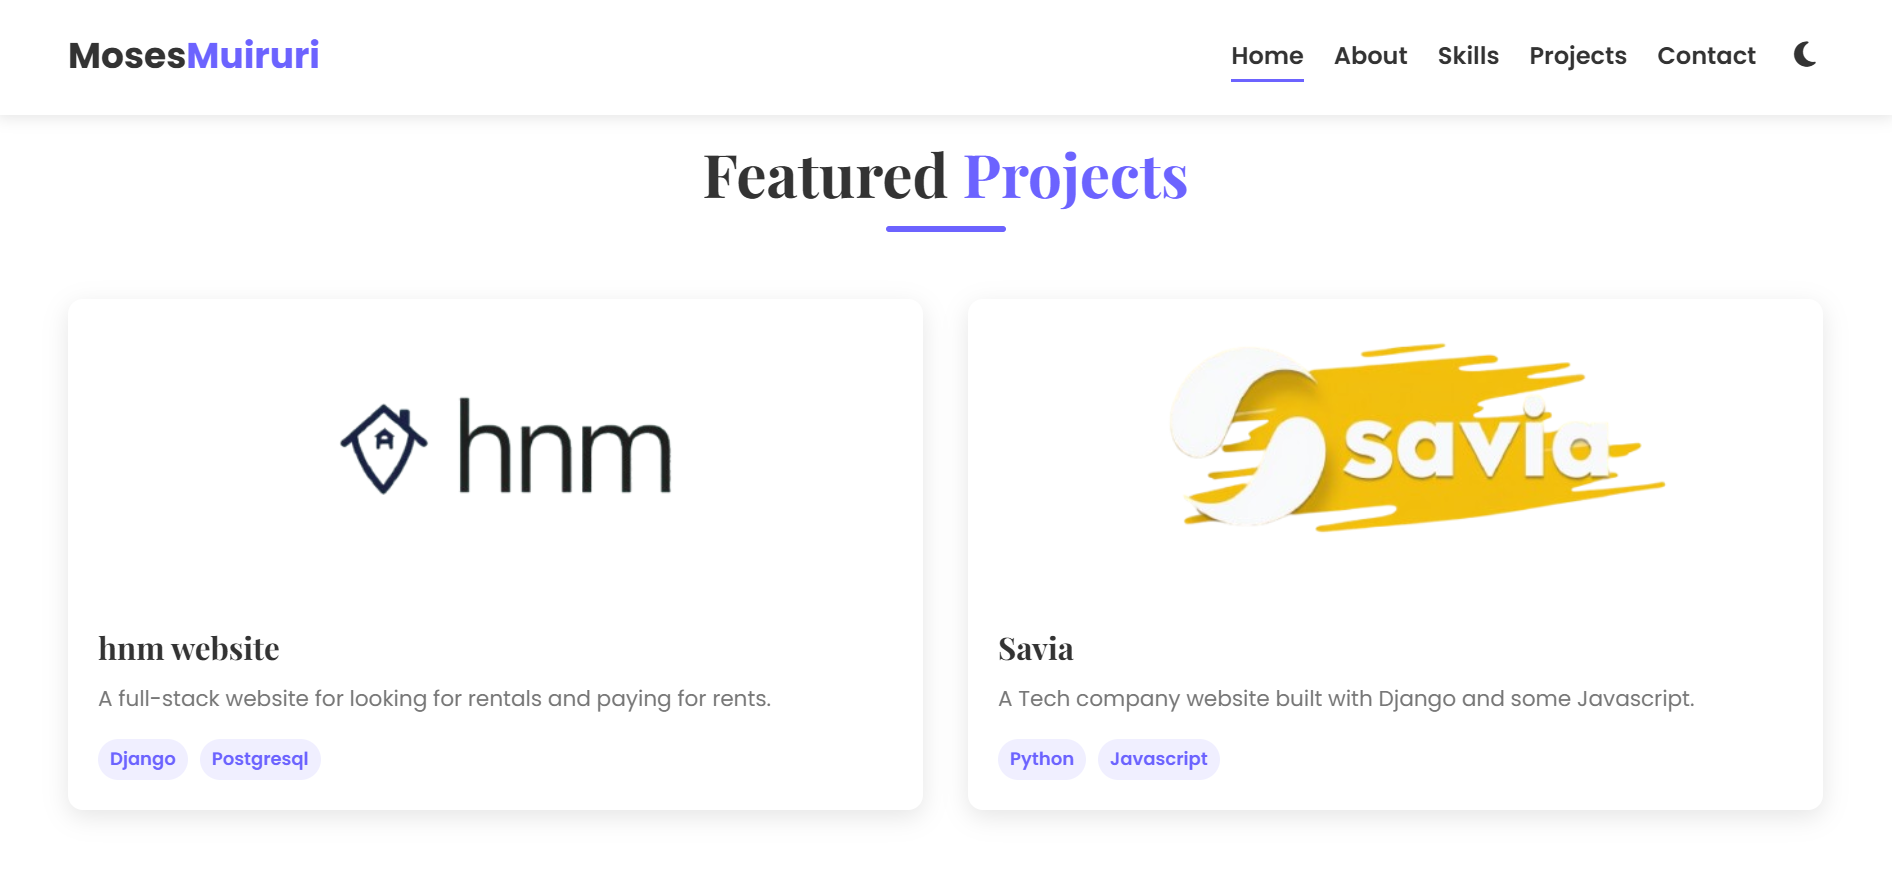 MosesMuiruri
Home About Skills Projects Contact
Featured Projects
hnm
hnm website
A full-stack website for looking for rentals and paying for rents.
Django Postgresql
savia
Savia
A Tech company website built with Django and some Javascript.
Python Javascript